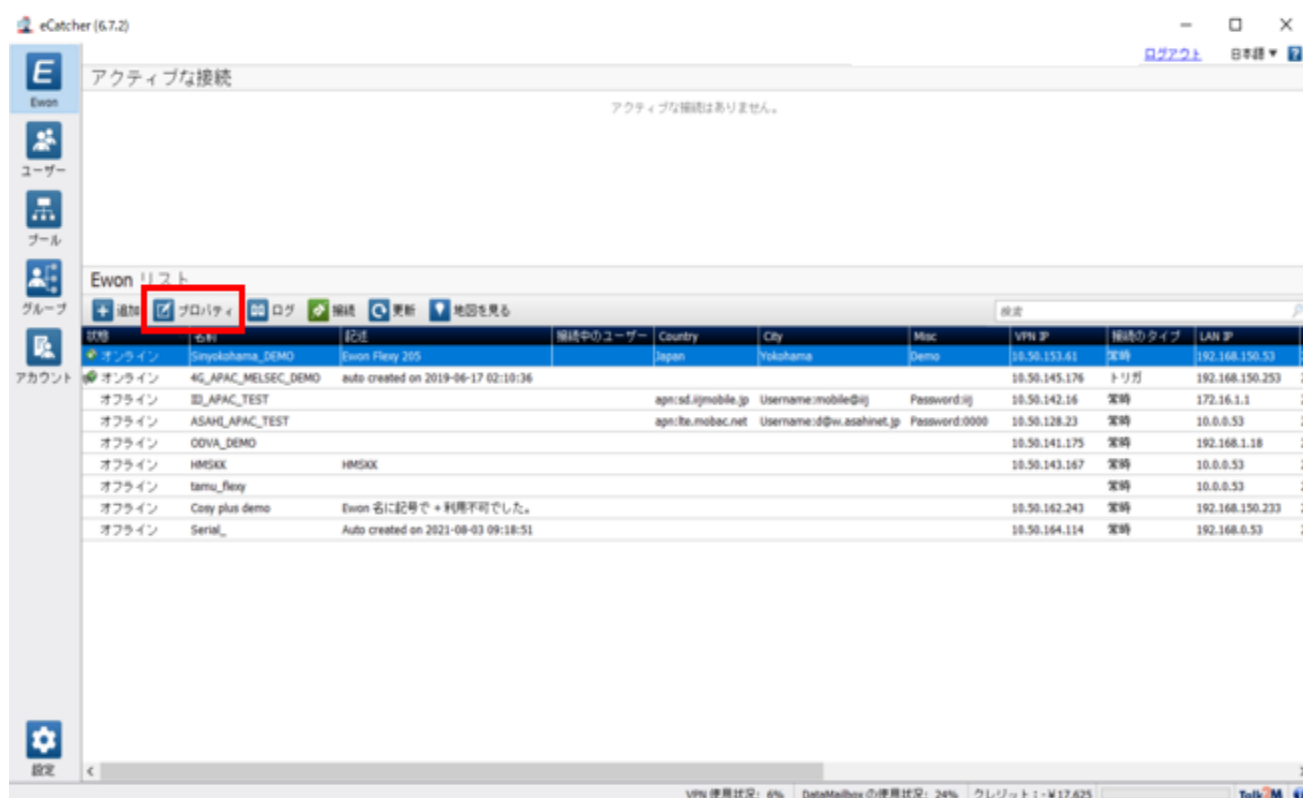 eCatcher (6.7.2)
ログアウト 日本語 ▼ ?
Ewon
ユーザー
プール
グループ
アカウント
設定
アクティブな接続
アクティブな接続はありません。
Ewon リスト
追加 プロパティ ログ 接続 更新 地図を見る 検索
状態 名前 記述 接続中のユーザー Country City Misc VPN IP 接続のタイプ LAN IP
オンライン Sinyokohama_DEMO Ewon Flexy 205 Japan Yokohama Demo 10.50.153.61 常時 192.168.150.53
オンライン 4G_APAC_MELSEC_DEMO auto created on 2019-06-17 02:10:36 10.50.145.176 トリガ 192.168.150.253
オフライン IIJ_APAC_TEST apn:sd.iijmobile.jp Username:mobile@iij Password:iij 10.50.142.16 常時 172.16.1.1
オフライン ASAHI_APAC_TEST apn:lte.mobac.net Username:d@w.asahinet.jp Password:0000 10.50.128.23 常時 10.0.0.53
オフライン ODVA_DEMO 10.50.141.175 常時 192.168.1.18
オフライン HMSKK HMSKK 10.50.143.167 常時 10.0.0.53
オフライン tamu_flexy 常時 10.0.0.53
オフライン Cosy plus demo Ewon 名に記号で + 利用不可でした。 10.50.162.243 常時 192.168.150.233
オフライン Serial_ Auto created on 2021-08-03 09:18:51 10.50.164.114 常時 192.168.0.53
VPN 使用状況: 6% DataMailbox の使用状況: 24% クレジット : -¥17,625 Talk2M